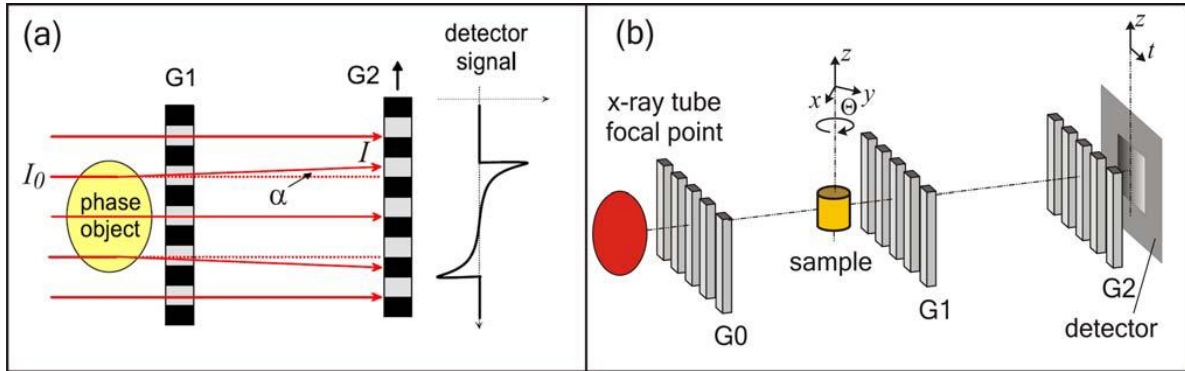 (a)
G1
G2
detector
signal
I
I0
α
phase
object
(b)
x-ray tube
focal point
z
x
y
Θ
z
t
sample
G0
G1
G2
detector